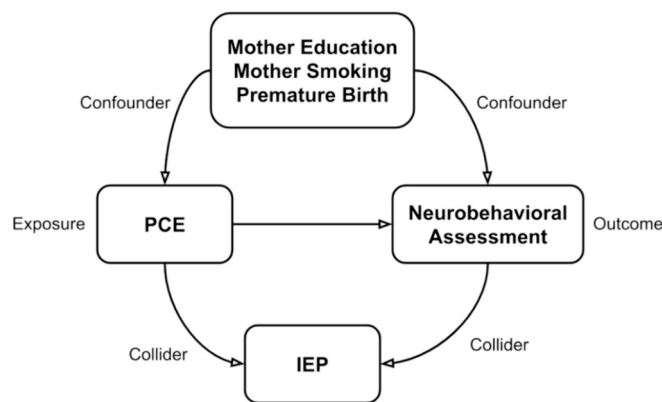 Mother Education
Mother Smoking
Premature Birth
Confounder
Confounder
Exposure
PCE
Neurobehavioral
Assessment
Outcome
Collider
IEP
Collider